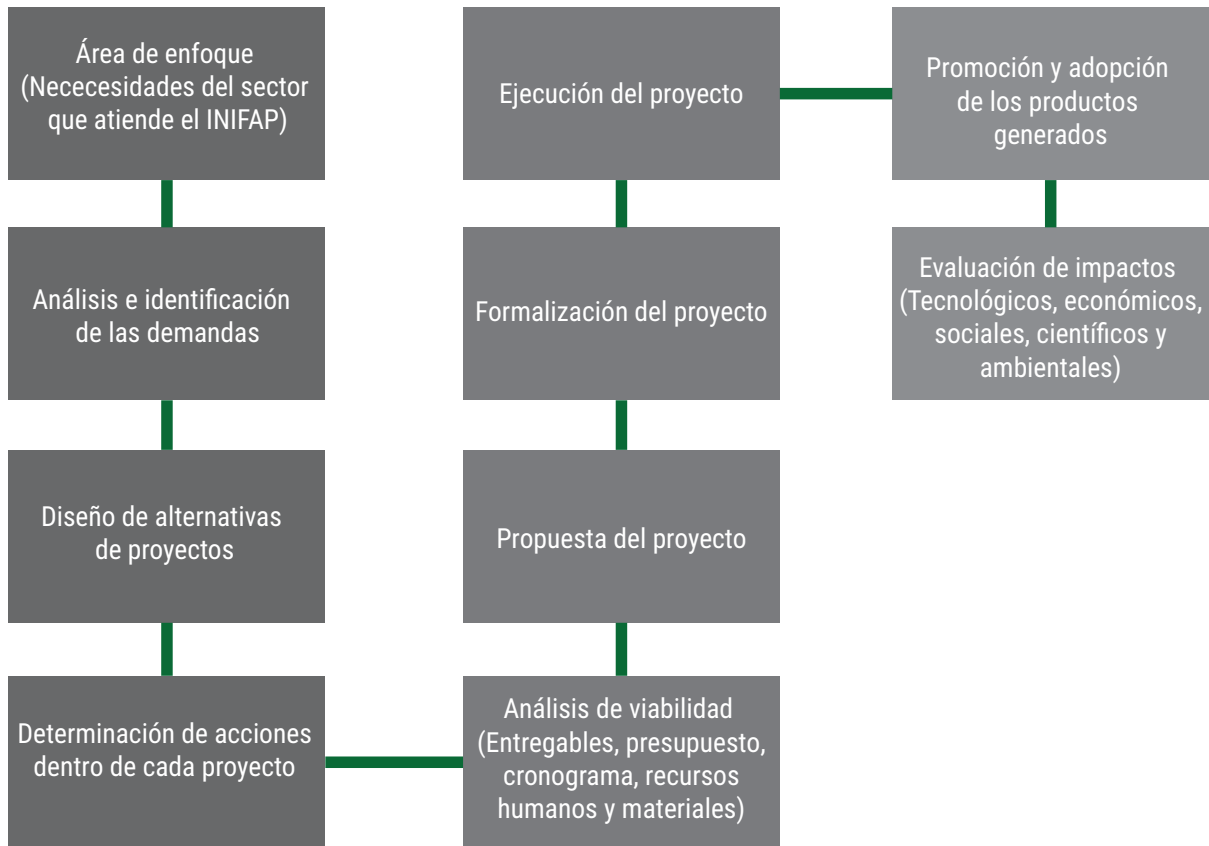 Área de enfoque
(Nececesidades del sector
que atiende el INIFAP)
Análisis e identificación
de las demandas
Diseño de alternativas
de proyectos
Determinación de acciones
dentro de cada proyecto
Análisis de viabilidad
(Entregables, presupuesto,
cronograma, recursos
humanos y materiales)
Propuesta del proyecto
Formalización del proyecto
Ejecución del proyecto
Promoción y adopción
de los productos
generados
Evaluación de impactos
(Tecnológicos, económicos,
sociales, científicos y
ambientales)